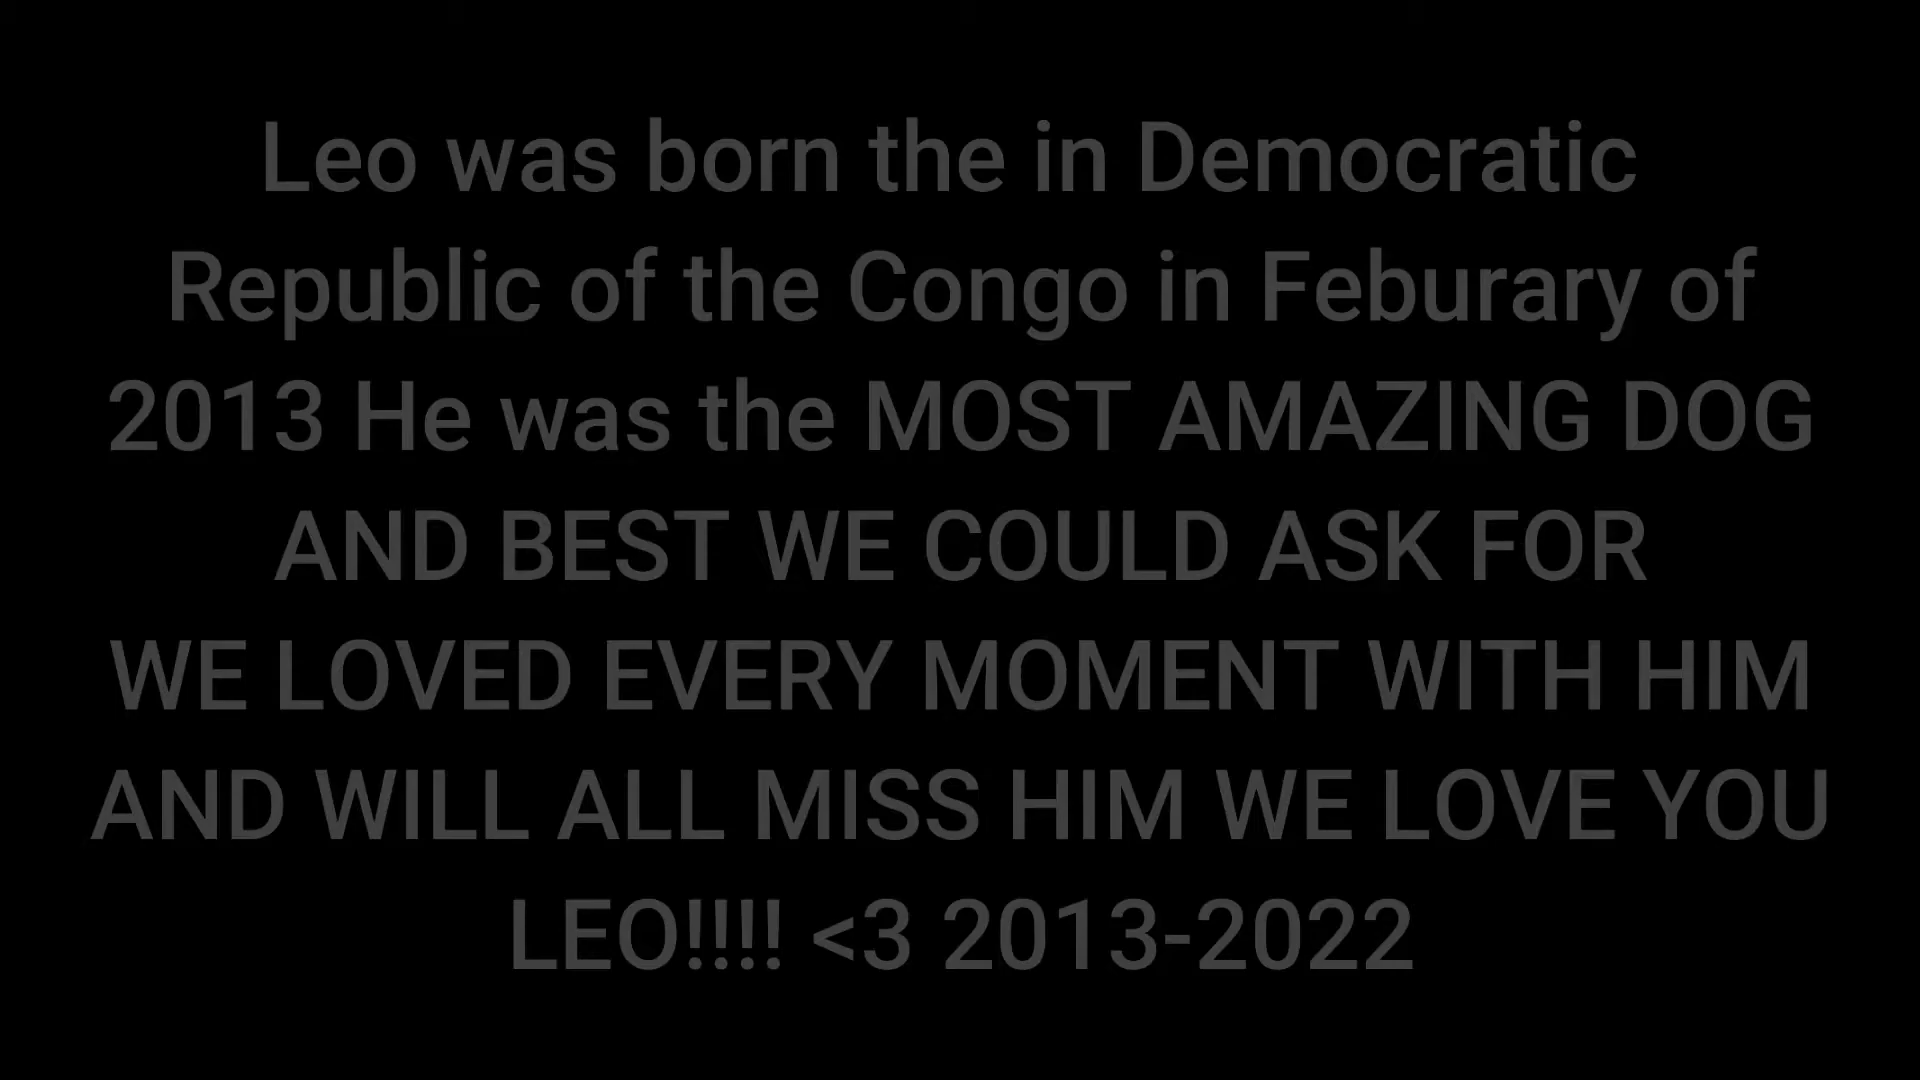 Leo was born the in Democratic
Republic of the Congo in Feburary of
2013 He was the MOST AMAZING DOG
AND BEST WE COULD ASK FOR
WE LOVED EVERY MOMENT WITH HIM
AND WILL ALL MISS HIM WE LOVE YOU
LEO!!!! <3 2013-2022